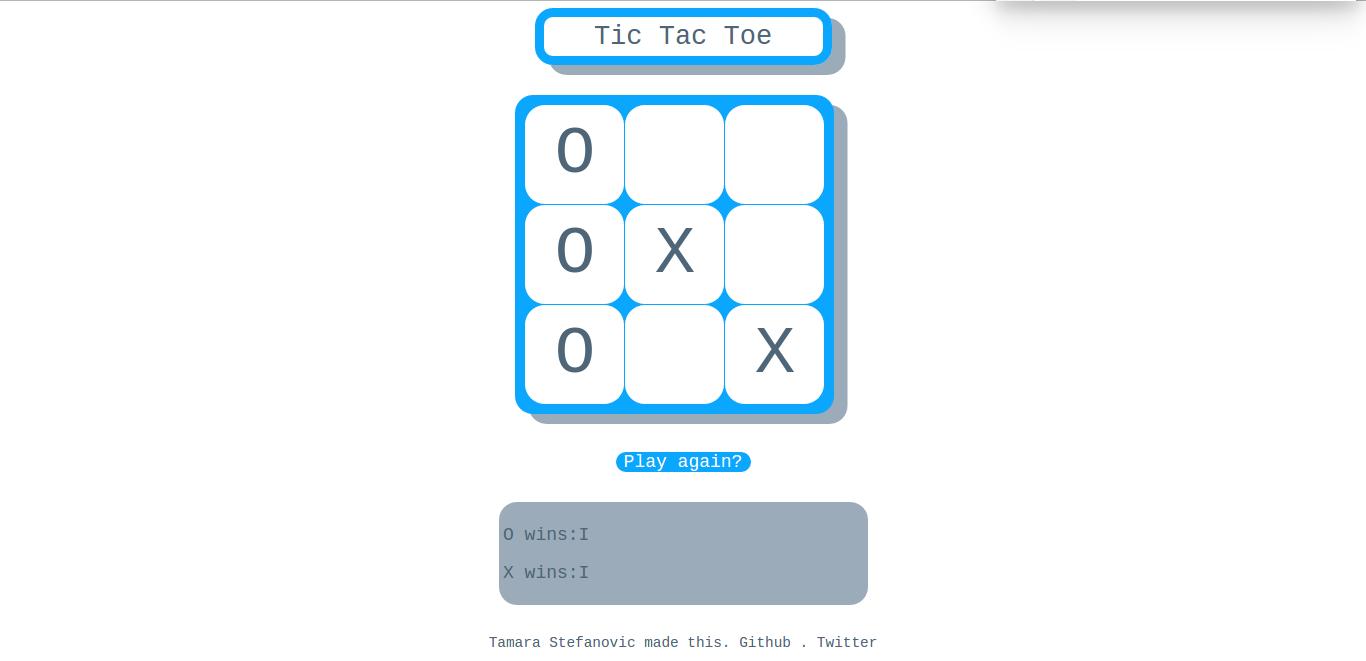 Tic Tac Toe
O
O X
O X
Play again?
O wins:I
X wins:I
Tamara Stefanovic made this. Github . Twitter